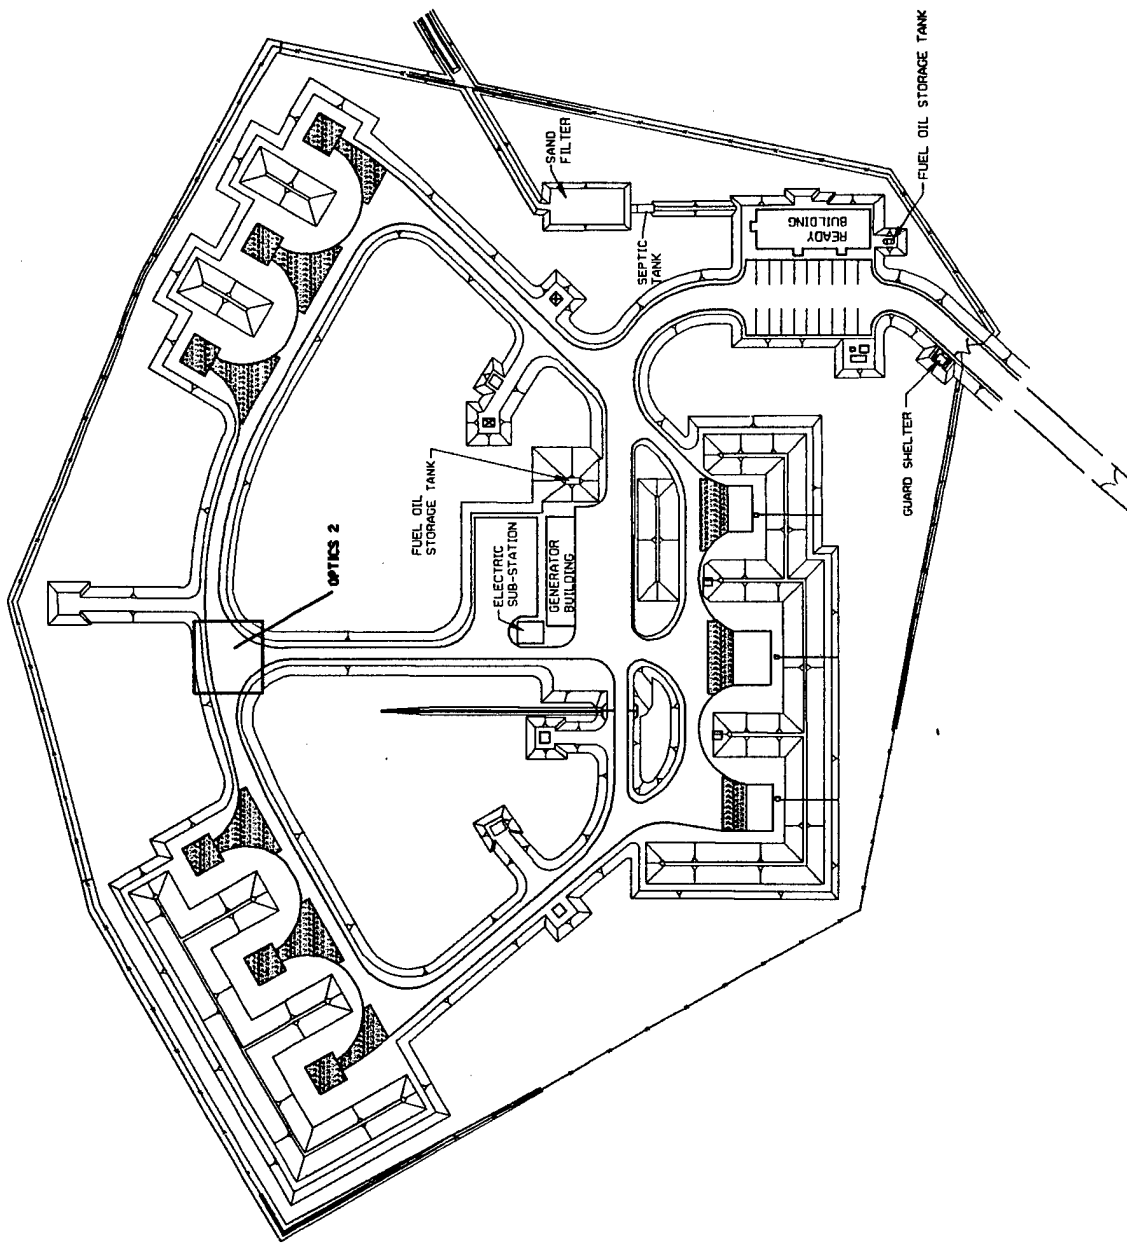 FUEL OIL STORAGE TANK
SAND
FILTER
READY
BUILDING
SEPTIC
TANK
GUARD SHELTER
FUEL OIL
STORAGE TANK
OPTICS 2
ELECTRIC
SUB-STATION
GENERATOR
BUILDING